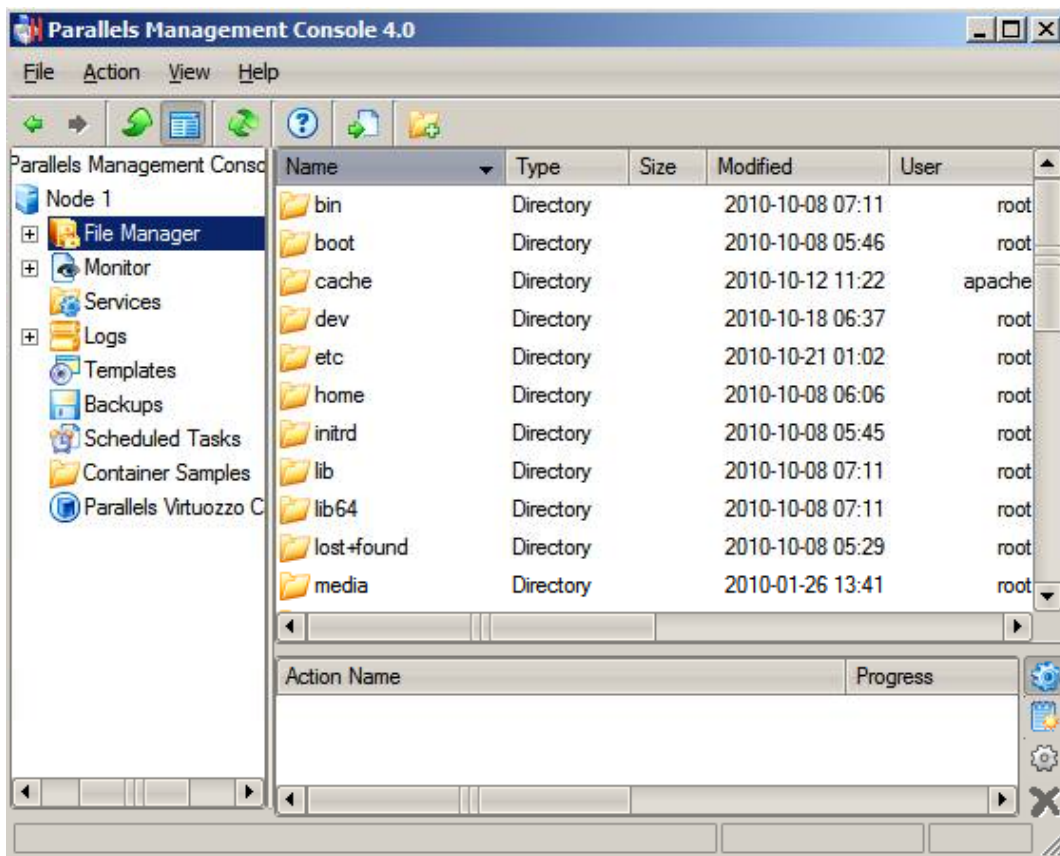 Parallels Management Console 4.0
File Action View Help
Parallels Management Conso
Node 1
File Manager
Monitor
Services
Logs
Templates
Backups
Scheduled Tasks
Container Samples
Parallels Virtuozzo C
Name Type Size Modified User
bin Directory 2010-10-08 07:11 root
boot Directory 2010-10-08 05:46 root
cache Directory 2010-10-12 11:22 apache
dev Directory 2010-10-18 06:37 root
etc Directory 2010-10-21 01:02 root
home Directory 2010-10-08 06:06 root
initrd Directory 2010-10-08 05:45 root
lib Directory 2010-10-08 07:11 root
lib64 Directory 2010-10-08 07:11 root
lost+found Directory 2010-10-08 05:29 root
media Directory 2010-01-26 13:41 root
Action Name Progress